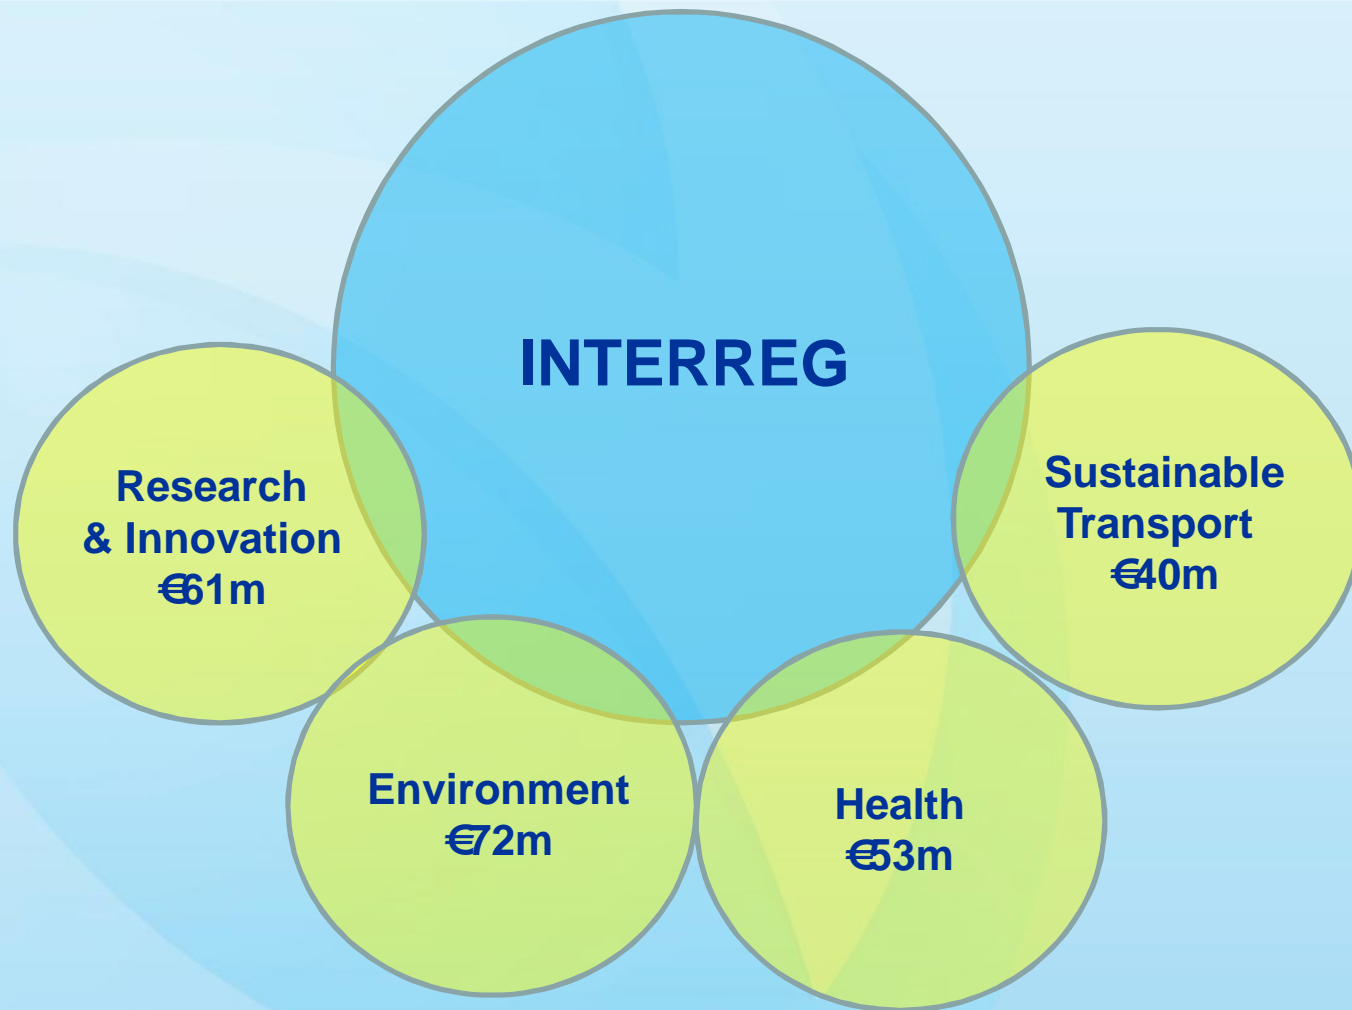 INTERREG
Research
& Innovation
€61m
Environment
€72m
Health
€53m
Sustainable
Transport
€40m